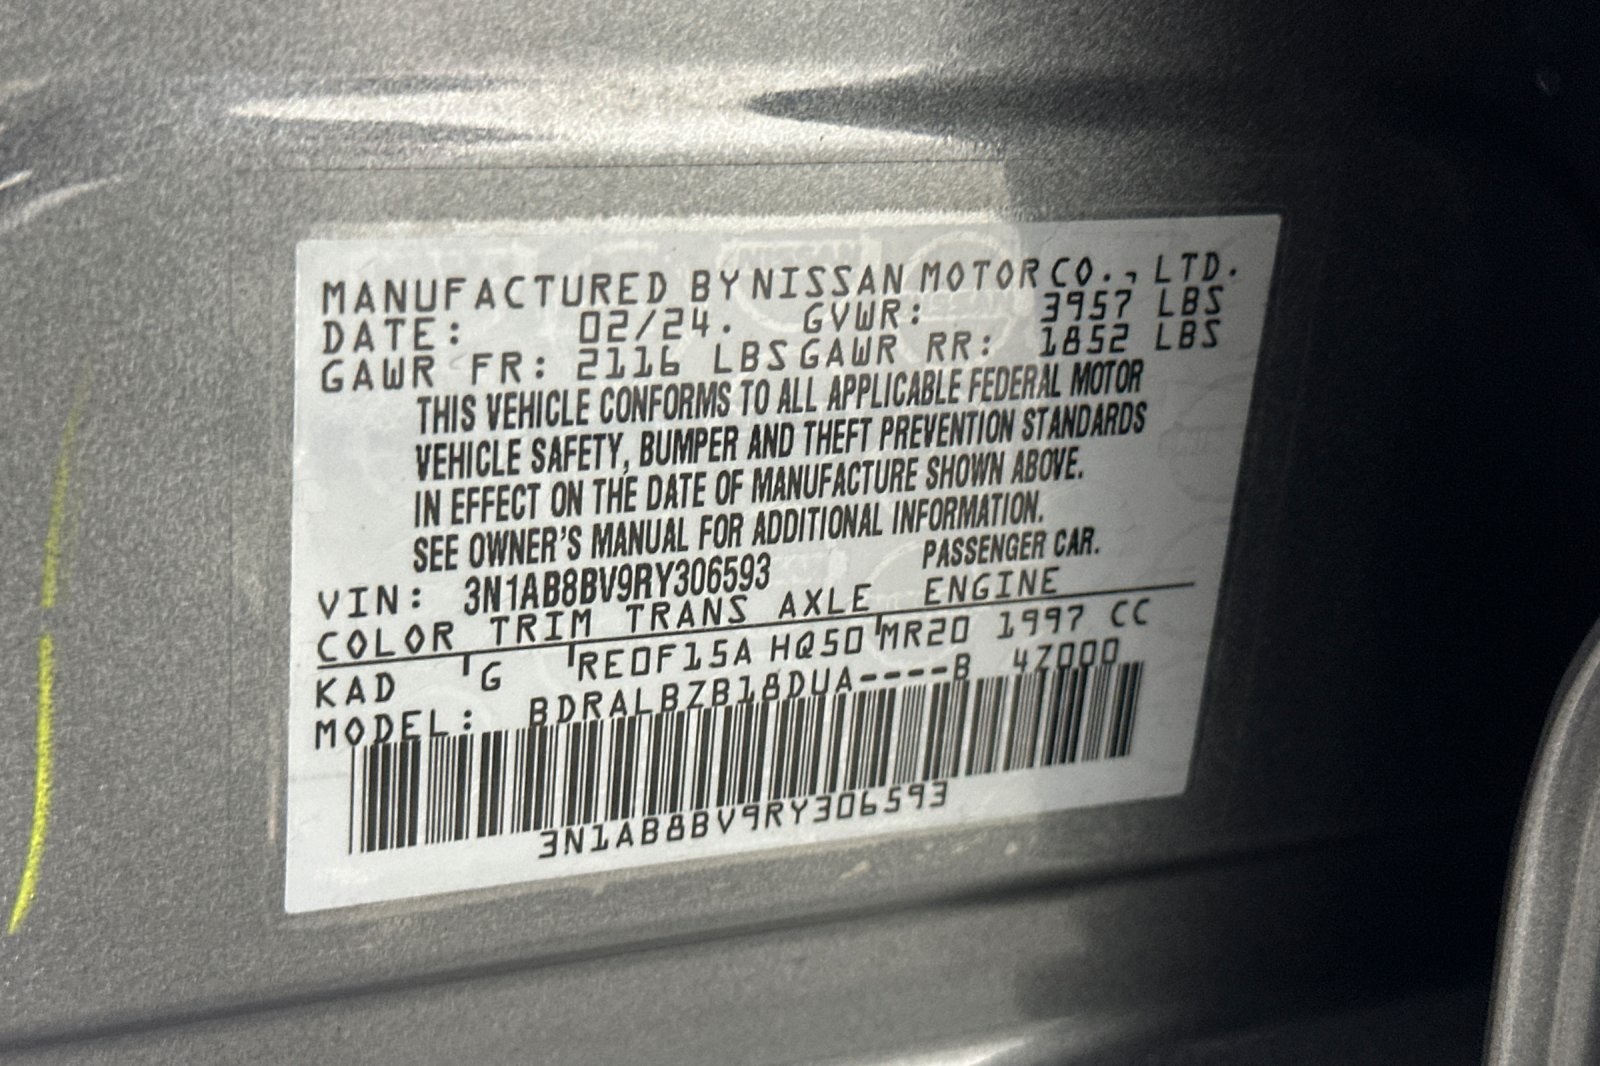 MANUFACTURED BY NISSAN MOTOR CO., LTD.
DATE: 02/24. GVWR: 3957 LBS
GAWR FR: 2116 LBS GAWR RR: 1852 LBS
THIS VEHICLE CONFORMS TO ALL APPLICABLE FEDERAL MOTOR
VEHICLE SAFETY, BUMPER AND THEFT PREVENTION STANDARDS
IN EFFECT ON THE DATE OF MANUFACTURE SHOWN ABOVE.
SEE OWNER'S MANUAL FOR ADDITIONAL INFORMATION.
VIN: 3N1AB8BV9RY306593 PASSENGER CAR.
COLOR TRIM TRANS AXLE ENGINE
KAD 'G 'RE0F15A HQ50 'MR20 1997 CC
MODEL: BDRALBZB18DUA----B 4Z000
3N1AB8BV9RY306593